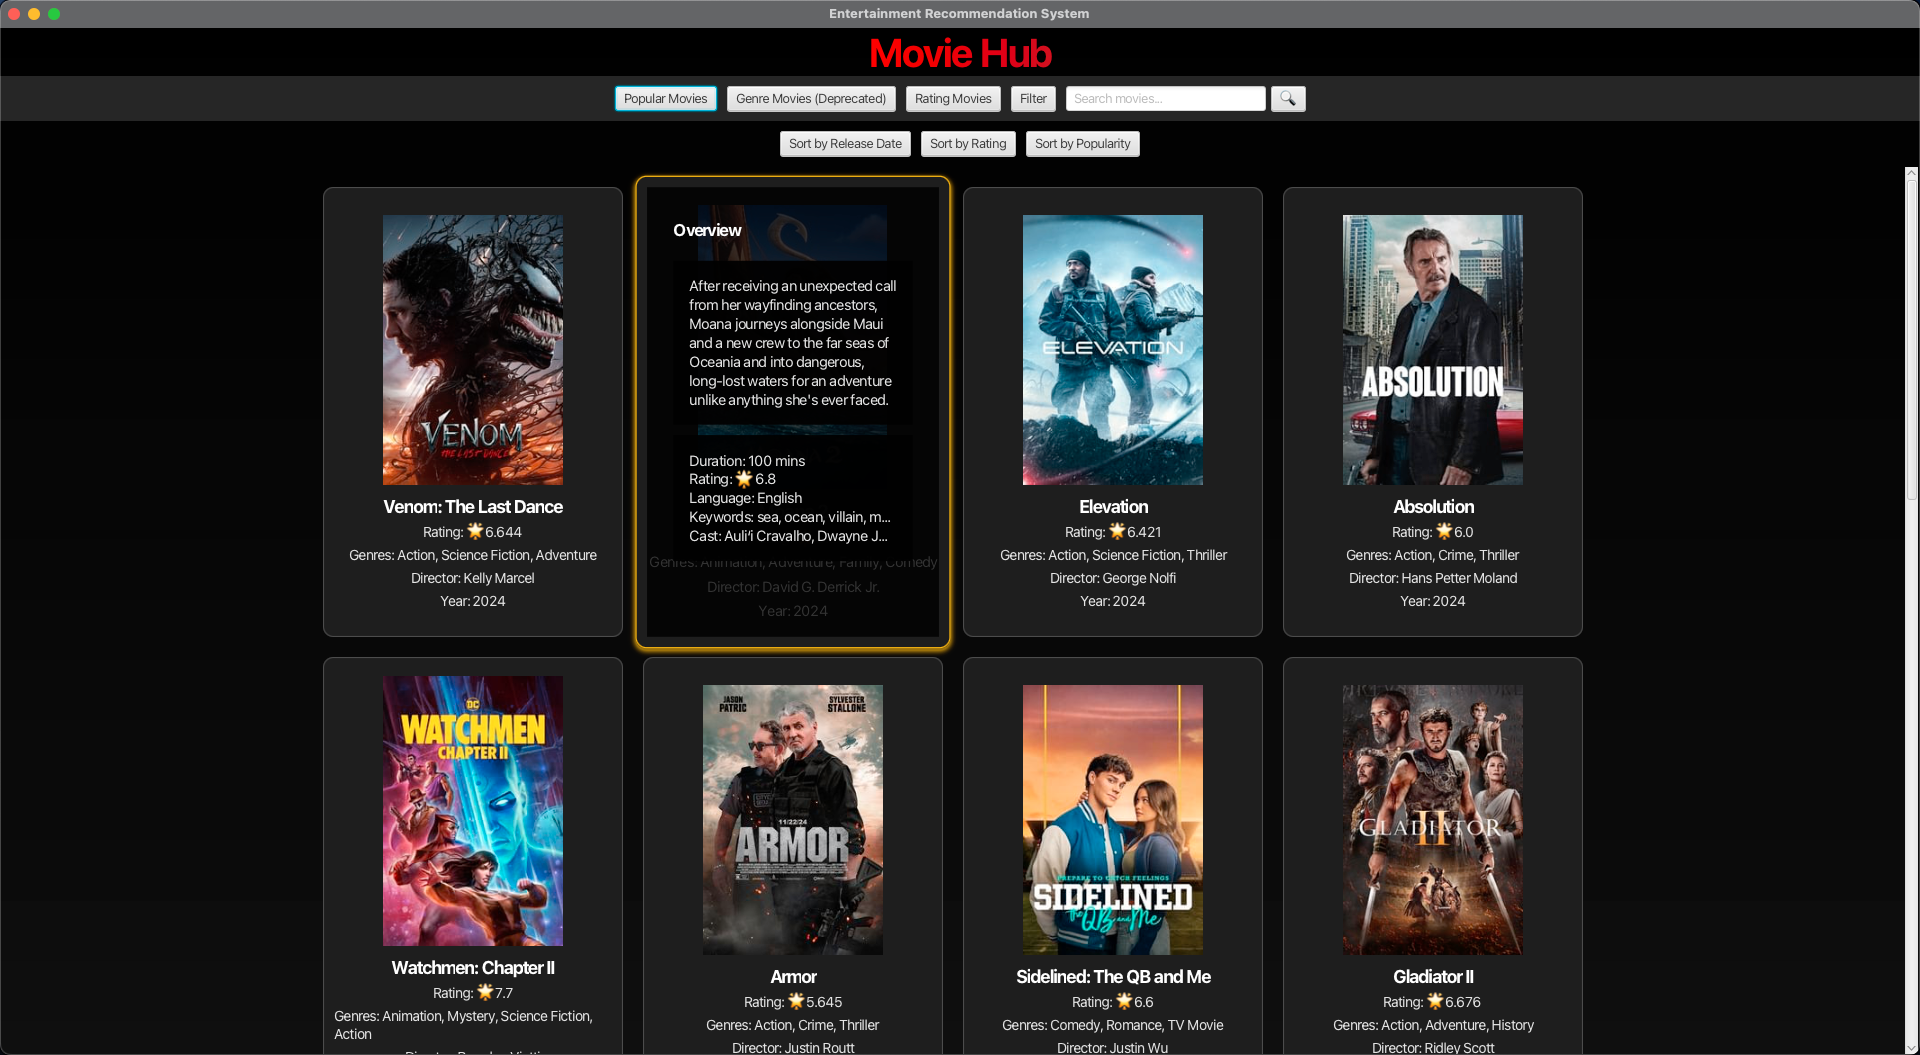 Entertainment Recommendation System
Movie Hub
Popular Movies
Genre Movies (Deprecated)
Rating Movies
Filter
Search movies...
Sort by Release Date
Sort by Rating
Sort by Popularity
VENOM
THE LAST DANCE
Venom: The Last Dance
Rating: 6.644
Genres: Action, Science Fiction, Adventure
Director: Kelly Marcel
Year: 2024
Overview
After receiving an unexpected call
from her wayfinding ancestors,
Moana journeys alongside Maui
and a new crew to the far seas of
Oceania and into dangerous,
long-lost waters for an adventure
unlike anything she's ever faced.
Duration: 100 mins
Rating: 6.8
Language: English
Keywords: sea, ocean, villain, m...
Cast: Auliʻi Cravalho, Dwayne J...
Genres: Animation, Adventure, Family, Comedy
Director: David G. Derrick Jr.
Year: 2024
ELEVATION
Elevation
Rating: 6.421
Genres: Action, Science Fiction, Thriller
Director: George Nolfi
Year: 2024
ABSOLUTION
Absolution
Rating: 6.0
Genres: Action, Crime, Thriller
Director: Hans Petter Moland
Year: 2024
DC
WATCHMEN
CHAPTER II
Watchmen: Chapter II
Rating: 7.7
Genres: Animation, Mystery, Science Fiction,
Action
JASON
PATRIC
SYLVESTER
STALLONE
11/22/24
ARMOR
Armor
Rating: 5.645
Genres: Action, Crime, Thriller
Director: Justin Routt
PREPARE TO CATCH FEELINGS
SIDELINED
The QB and Me
Sidelined: The QB and Me
Rating: 6.6
Genres: Comedy, Romance, TV Movie
Director: Justin Wu
GLADIATOR
II
Gladiator II
Rating: 6.676
Genres: Action, Adventure, History
Director: Ridley Scott